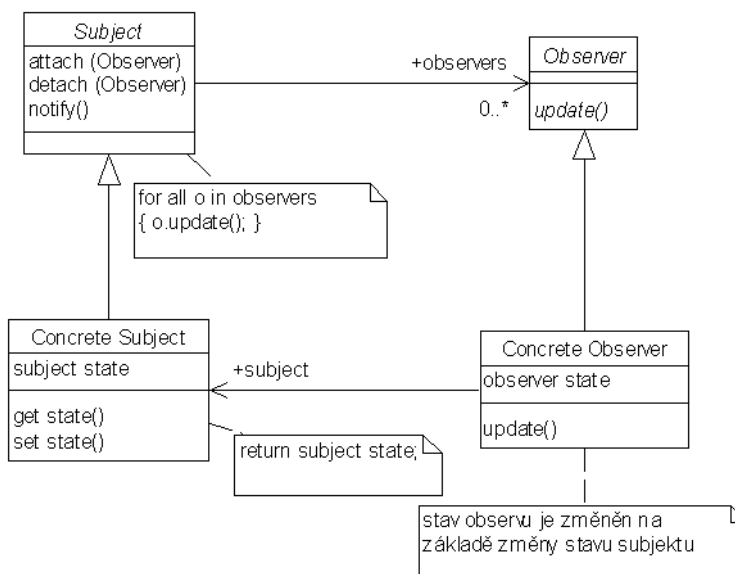 Subject
attach (Observer)
detach (Observer)
notify()
+observers
0..*
Observer
update()
for all o in observers
{ o.update(); }
Concrete Subject
subject state
get state()
set state()
+subject
return subject state;
Concrete Observer
observer state
update()
stav observu je změněn na
základě změny stavu subjektu